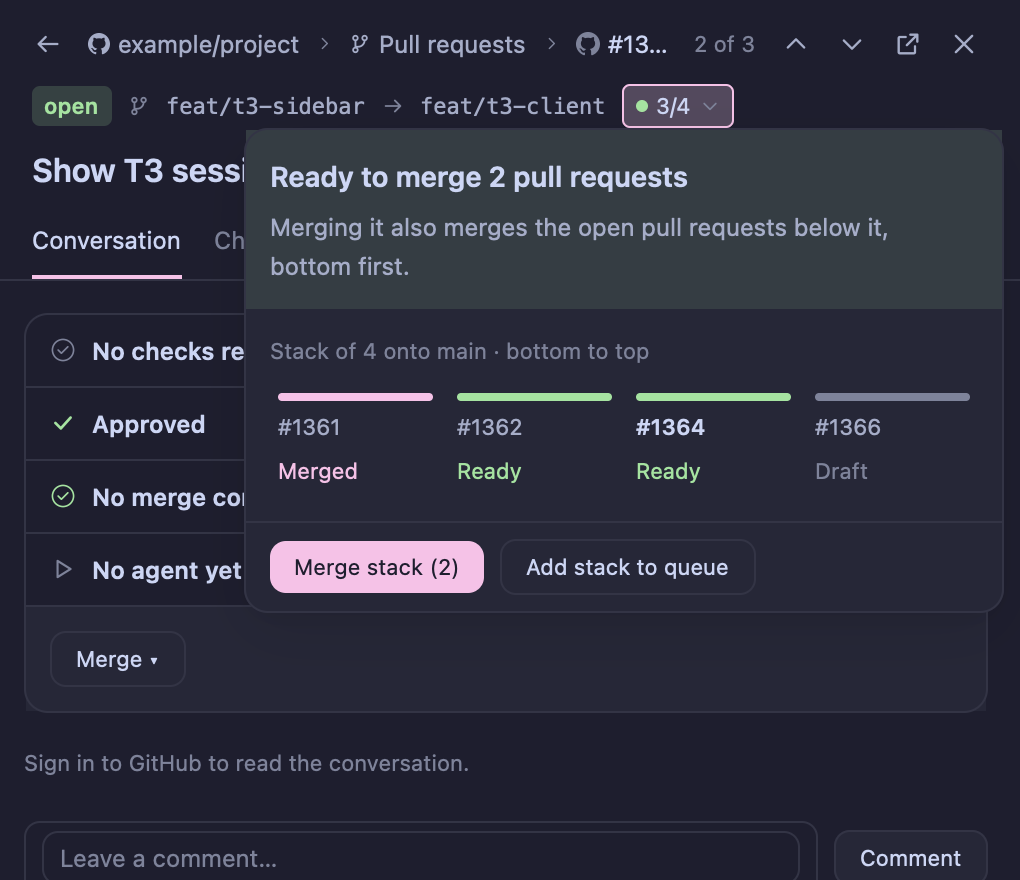 example/project > Pull requests > #13... 2 of 3
open feat/t3-sidebar → feat/t3-client 3/4
Show T3 sessi
Ready to merge 2 pull requests
Merging it also merges the open pull requests below it,
bottom first.
Conversation Ch
Stack of 4 onto main · bottom to top
#1361 #1362 #1364 #1366
Merged Ready Ready Draft
Merge stack (2) Add stack to queue
No checks re
Approved
No merge con
No agent yet
Merge ▾
Sign in to GitHub to read the conversation.
Leave a comment...
Comment